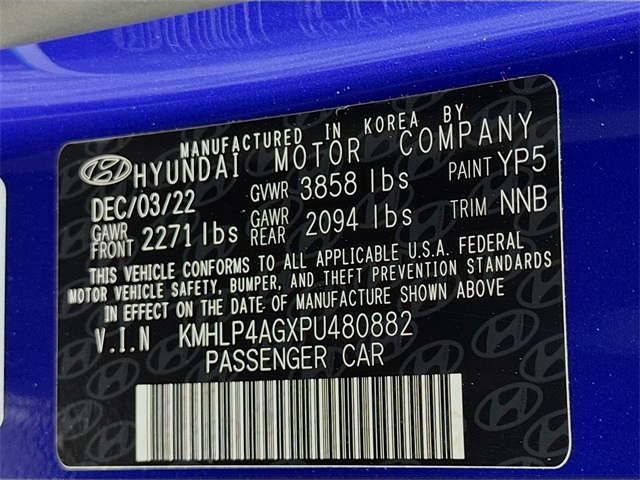 MANUFACTURED IN KOREA BY
HYUNDAI MOTOR COMPANY
DEC/03/22 GVWR 3858 lbs PAINT YP5
GAWR FRONT 2271 lbs GAWR REAR 2094 lbs TRIM NNB
THIS VEHICLE CONFORMS TO ALL APPLICABLE U.S.A. FEDERAL
MOTOR VEHICLE SAFETY, BUMPER, AND THEFT PREVENTION STANDARDS
IN EFFECT ON THE DATE OF MANUFACTURE SHOWN ABOVE
V.I.N KMHLP4AGXPU480882
PASSENGER CAR